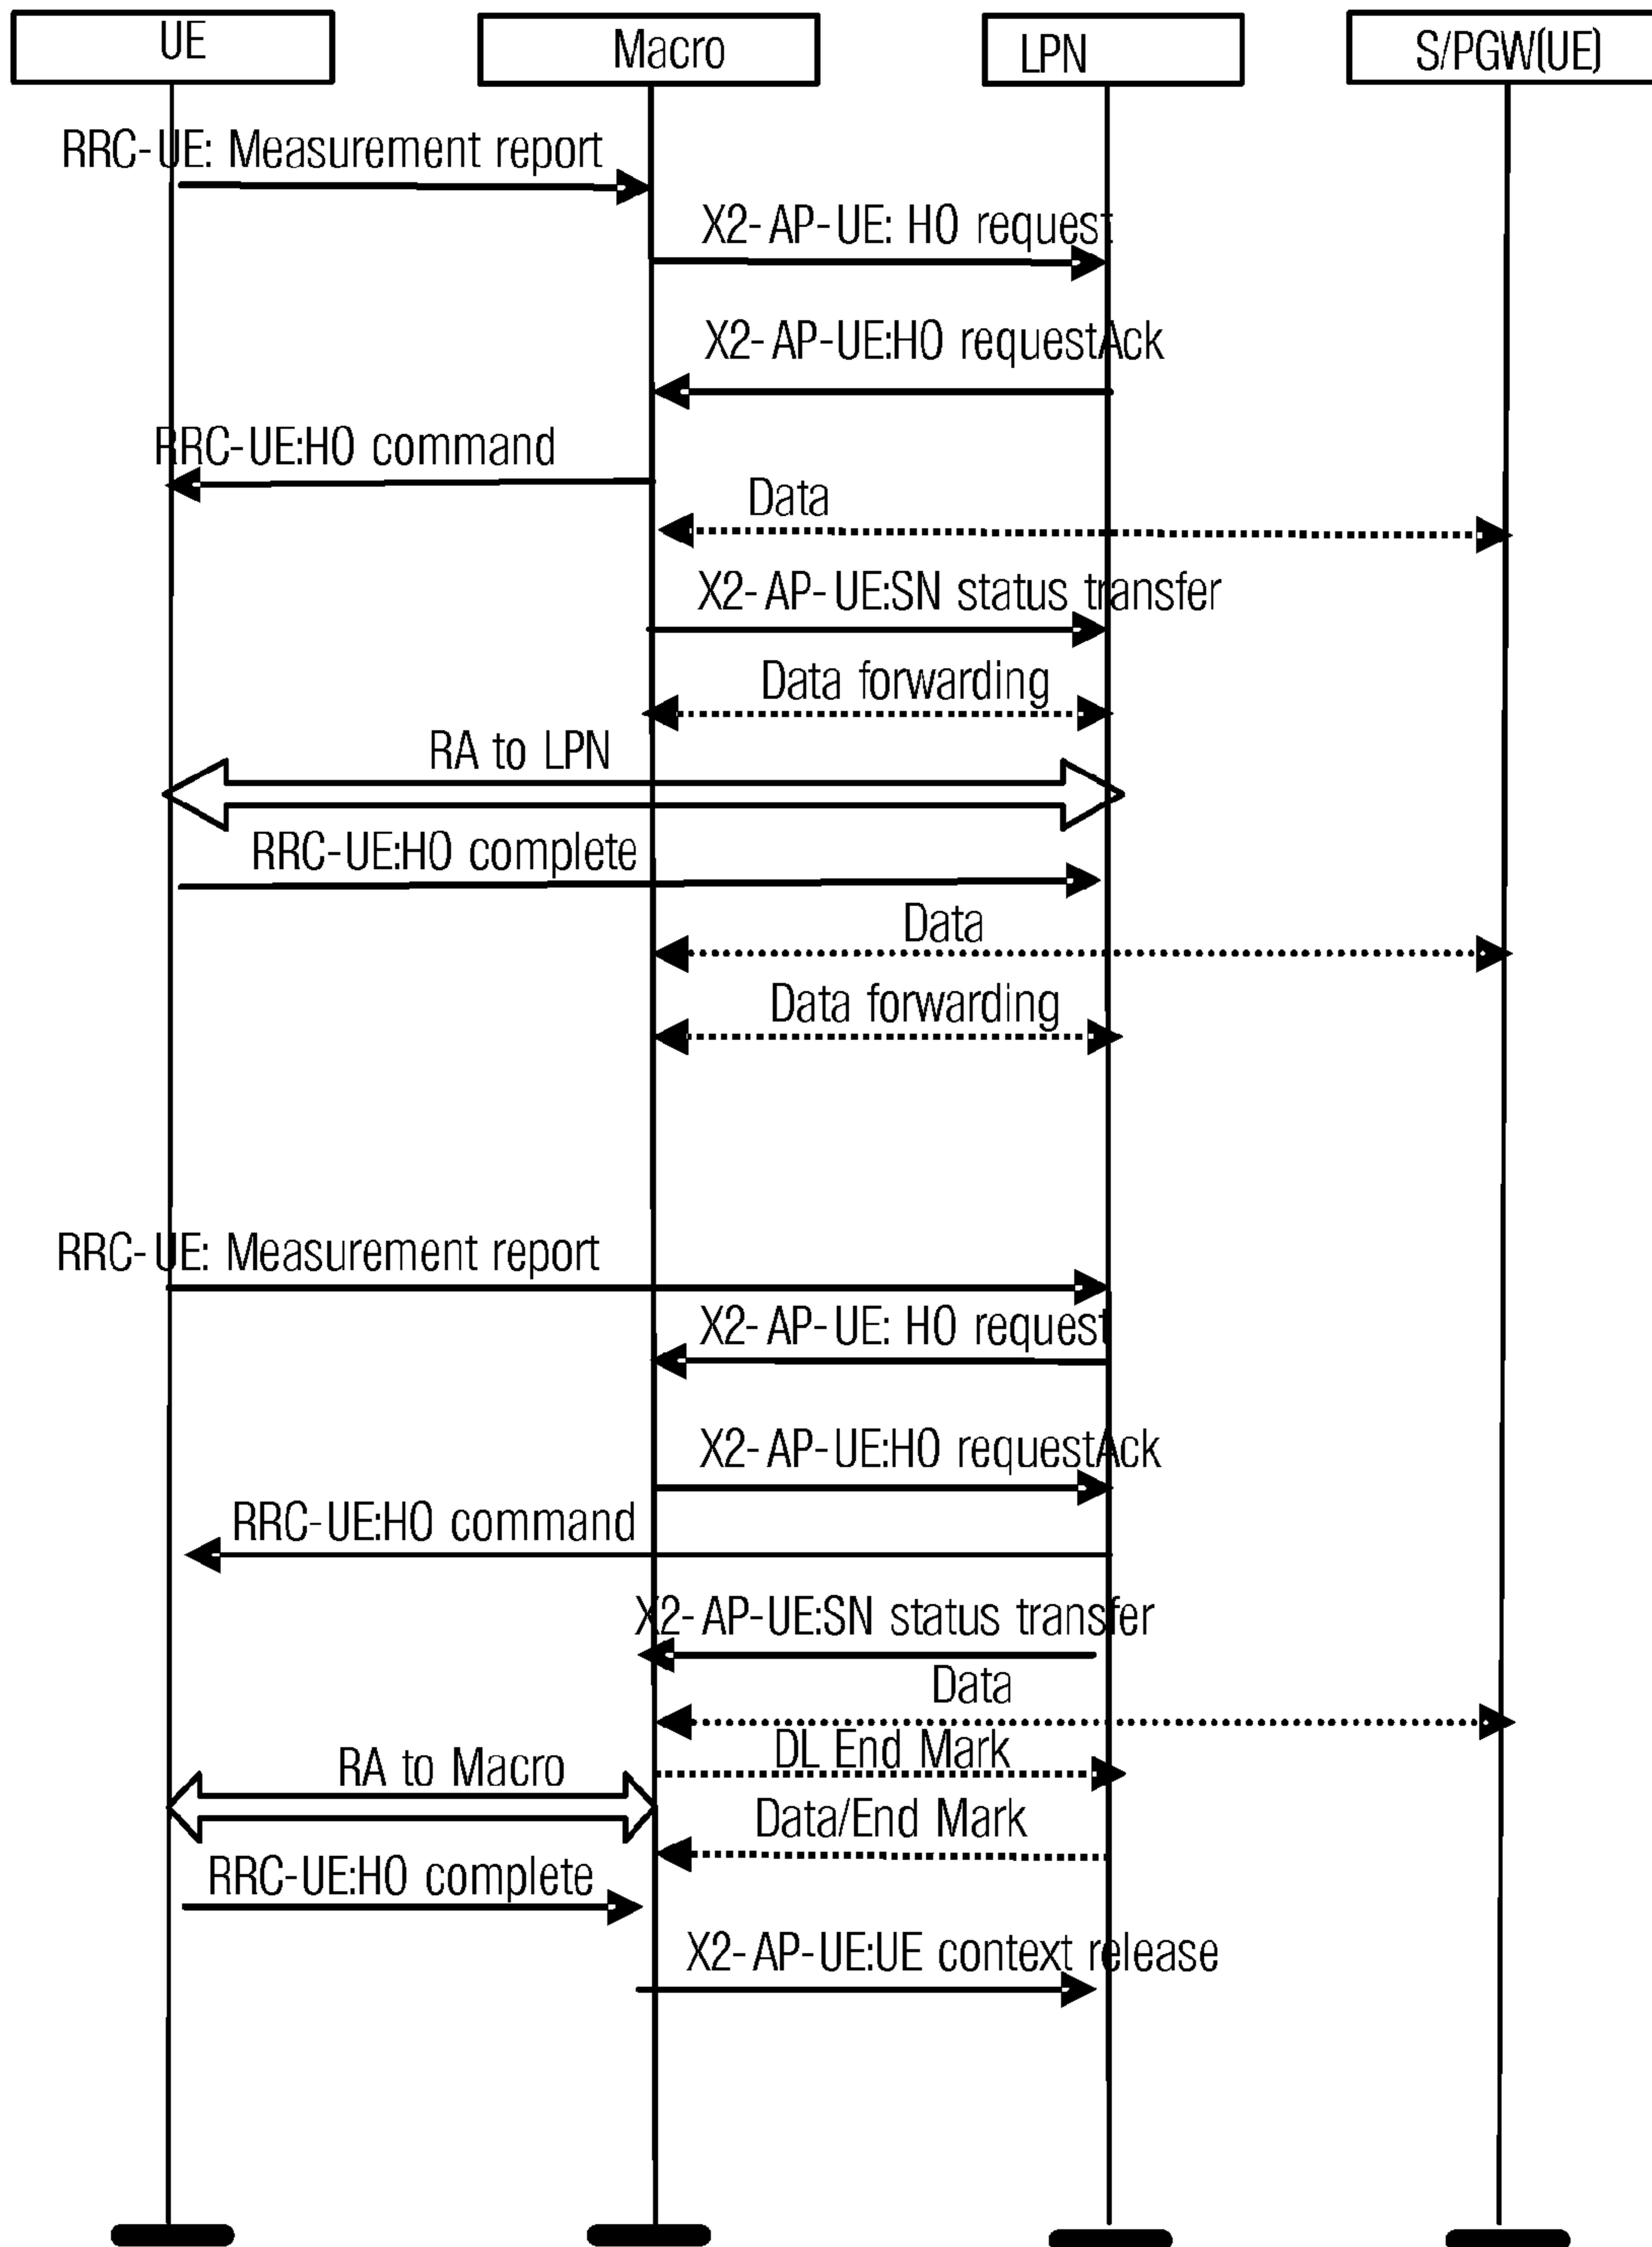 UE
Macro
LPN
S/PGW(UE)
RRC-UE: Measurement report
X2-AP-UE: HO request
X2-AP-UE:HO requestAck
RRC-UE:HO command
Data
X2-AP-UE:SN status transfer
Data forwarding
RA to LPN
RRC-UE:HO complete
Data
Data forwarding
RRC-UE: Measurement report
X2-AP-UE: HO request
X2-AP-UE:HO requestAck
RRC-UE:HO command
X2-AP-UE:SN status transfer
Data
DL End Mark
RA to Macro
Data/End Mark
RRC-UE:HO complete
X2-AP-UE:UE context release